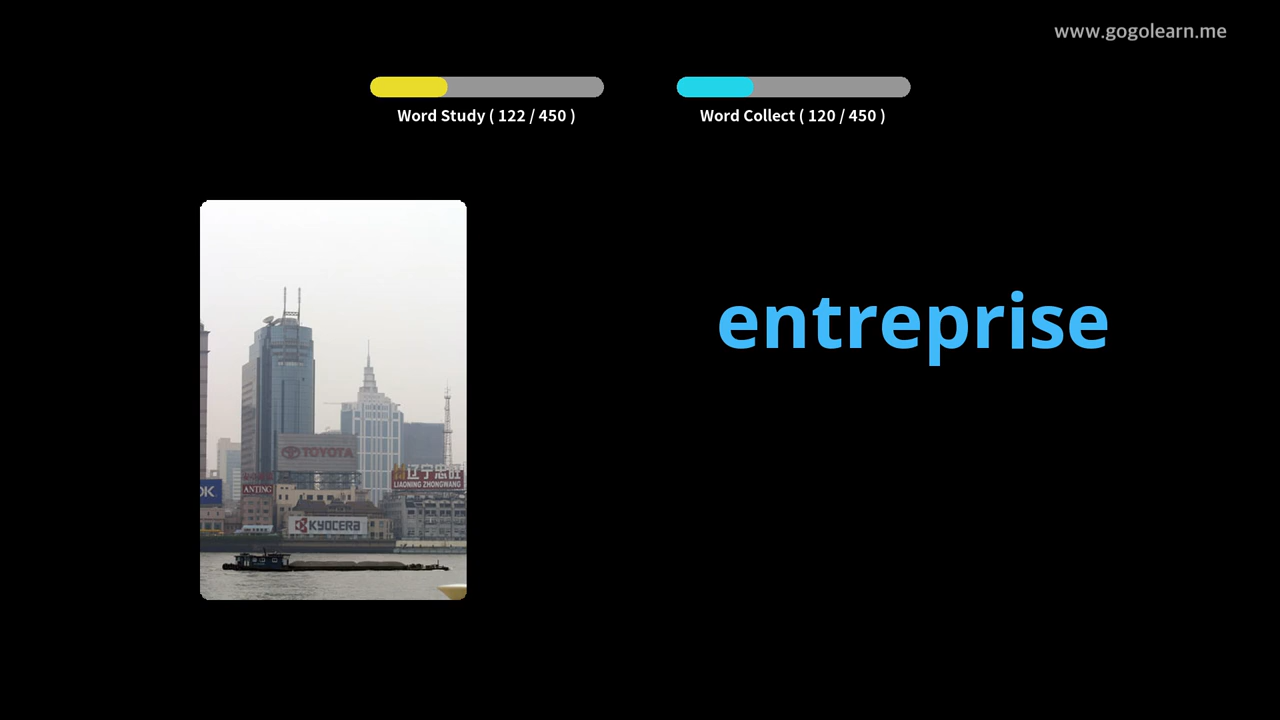 www.gogolearn.me
Word Study ( 122 / 450 )
Word Collect ( 120 / 450 )
entreprise
TOYOTA
辽宁忠旺
LIAONING ZHONGWANG
OK
ANTING
KYOCERA